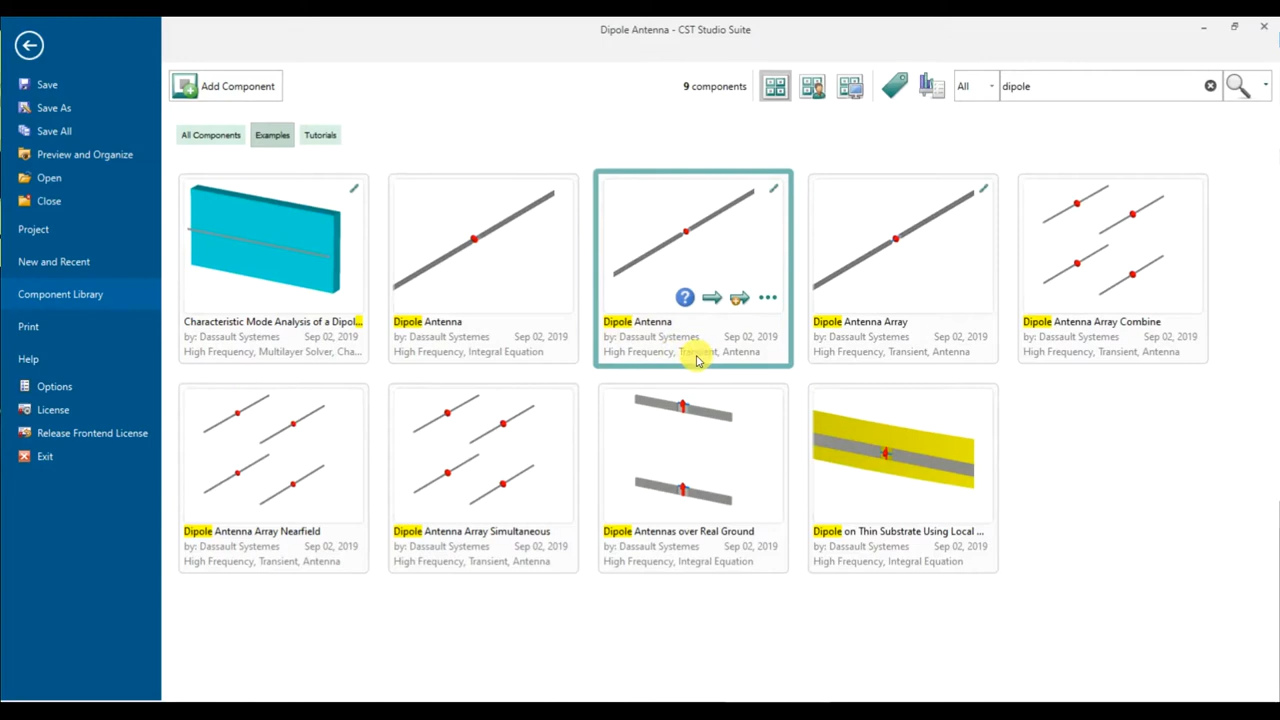 Dipole Antenna - CST Studio Suite
Save
Save As
Save All
Preview and Organize
Open
Close
Project
New and Recent
Component Library
Print
Help
Options
License
Release Frontend License
Exit
Add Component
9 components
All
dipole
All Components
Examples
Tutorials
Characteristic Mode Analysis of a Dipol...
by: Dassault Systemes Sep 02, 2019
High Frequency, Multilayer Solver, Cha...
Dipole Antenna
by: Dassault Systemes Sep 02, 2019
High Frequency, Integral Equation
Dipole Antenna
by: Dassault Systemes Sep 02, 2019
High Frequency, Transient, Antenna
Dipole Antenna Array
by: Dassault Systemes Sep 02, 2019
High Frequency, Transient, Antenna
Dipole Antenna Array Combine
by: Dassault Systemes Sep 02, 2019
High Frequency, Transient, Antenna
Dipole Antenna Array Nearfield
by: Dassault Systemes Sep 02, 2019
High Frequency, Transient, Antenna
Dipole Antenna Array Simultaneous
by: Dassault Systemes Sep 02, 2019
High Frequency, Transient, Antenna
Dipole Antennas over Real Ground
by: Dassault Systemes Sep 02, 2019
High Frequency, Integral Equation
Dipole on Thin Substrate Using Local ...
by: Dassault Systemes Sep 02, 2019
High Frequency, Integral Equation